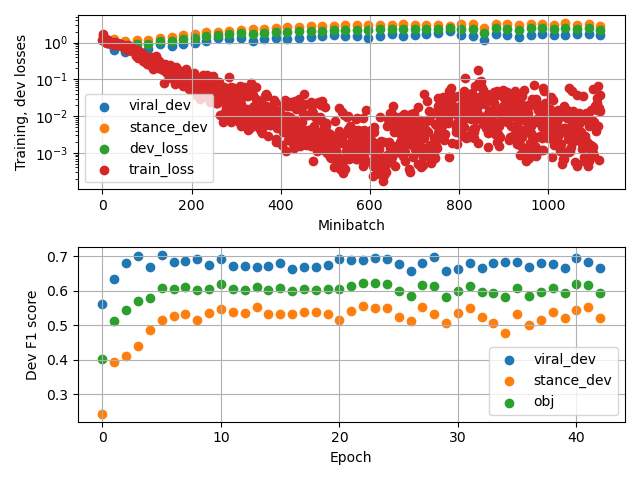 Training, dev losses
10⁰
10⁻¹
10⁻²
10⁻³
viral_dev
stance_dev
dev_loss
train_loss
0 200 400 600 800 1000
Minibatch
Dev F1 score
0.7
0.6
0.5
0.4
0.3
viral_dev
stance_dev
obj
0 10 20 30 40
Epoch